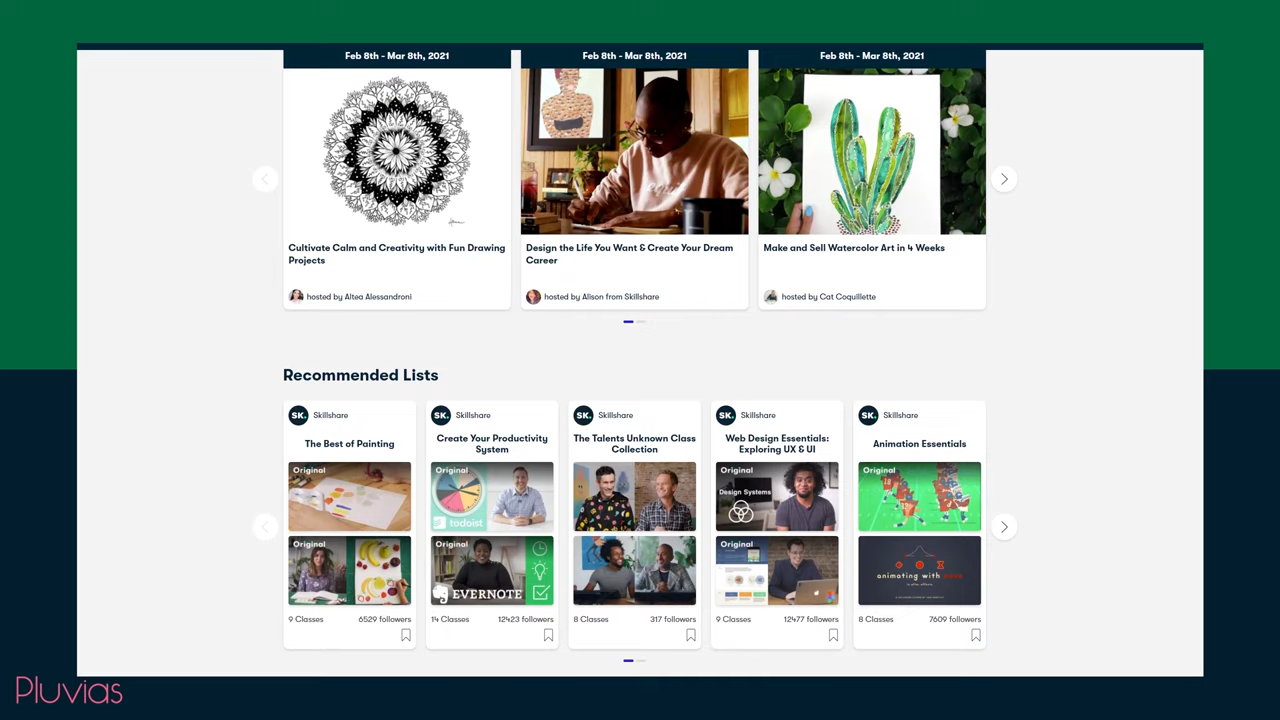 Feb 8th - Mar 8th, 2021
Feb 8th - Mar 8th, 2021
Feb 8th - Mar 8th, 2021
Cultivate Calm and Creativity with Fun Drawing
Projects
hosted by Altea Alessandroni
Design the Life You Want & Create Your Dream
Career
hosted by Alison from Skillshare
Make and Sell Watercolor Art in 4 Weeks
hosted by Cat Coquillette
Recommended Lists
SK. Skillshare
The Best of Painting
Original
9 Classes 6529 followers
SK. Skillshare
Create Your Productivity
System
Original
todoist
Original
EVERNOTE
14 Classes 12423 followers
SK. Skillshare
The Talents Unknown Class
Collection
8 Classes 317 followers
SK. Skillshare
Web Design Essentials:
Exploring UX & UI
Original
Design Systems
Original
9 Classes 12477 followers
SK. Skillshare
Animation Essentials
Original
animating with
8 Classes 7609 followers
Pluvias